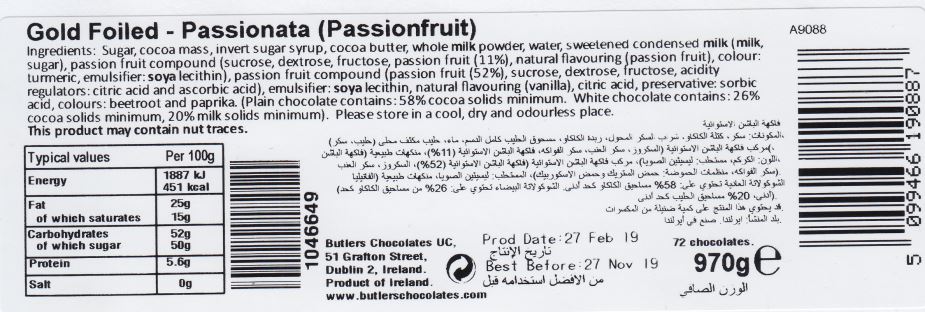 Gold Foiled - Passionata (Passionfruit)
A9088
Ingredients: Sugar, cocoa mass, invert sugar syrup, cocoa butter, whole milk powder, water, sweetened condensed milk (milk,
sugar), passion fruit compound (sucrose, dextrose, fructose, passion fruit (11%), natural flavouring (passion fruit), colour:
turmeric, emulsifier: soya lecithin), passion fruit compound (passion fruit (52%), sucrose, dextrose, fructose, acidity
regulators: citric acid and ascorbic acid), emulsifier: soya lecithin, natural flavouring (vanilla), citric acid, preservative: sorbic
acid, colours: beetroot and paprika. (Plain chocolate contains: 58% cocoa solids minimum. White chocolate contains: 26%
cocoa solids minimum, 20% milk solids minimum). Please store in a cool, dry and odourless place.
This product may contain nut traces.
Typical values Per 100g
Energy 1887 kJ
451 kcal
Fat 25g
of which saturates 15g
Carbohydrates 52g
of which sugar 50g
Protein 5.6g
Salt 0g
1046649
فاكهة الباشن الاستوائية
المكونات: سكر، كتلة الكاكاو، شراب السكر المحول، زبدة الكاكاو، مسحوق الحليب كامل الدسم، ماء، حليب مكثف محلى (حليب، سكر)
،(مركب فاكهة الباشن الاستوائية (السكروز، سكر العنب، سكر الفواكه، فاكهة الباشن الاستوائية (11%)، منكهات طبيعية (فاكهة الباشن
،اللون: الكركم، مستحلب: ليسيثين الصويا)، مركب فاكهة الباشن الاستوائية (فاكهة الباشن الاستوائية (52%)، السكروز، سكر العنب
.(سكر الفواكه، منظمات الحموضة: حمض الستريك وحمض الاسكوربيك)، المستحلب: ليسيثين الصويا، منكهات طبيعية (الفانيليا
الشوكولاتة العادية تحتوي على: 58% مساحيق الكاكاو كحد أدنى. الشوكولاتة البيضاء تحتوي على: 26% من مساحيق الكاكاو كحد)
.(أدنى، 20% مساحيق الحليب كحد أدنى
.قد يحتوي هذا المنتج على كمية ضئيلة من المكسرات
.بلد المنشأ: ايرلندا. صنع في أيرلندا
Butlers Chocolates UC,
51 Grafton Street,
Dublin 2, Ireland.
Product of Ireland.
www.butlerschocolates.com
Prod Date: 27 Feb 19
تاريخ الإنتاج
Best Before: 27 Nov 19
من الافضل استخدامه قبل
72 chocolates.
970g e
الوزن الصافي
5 099466 190887